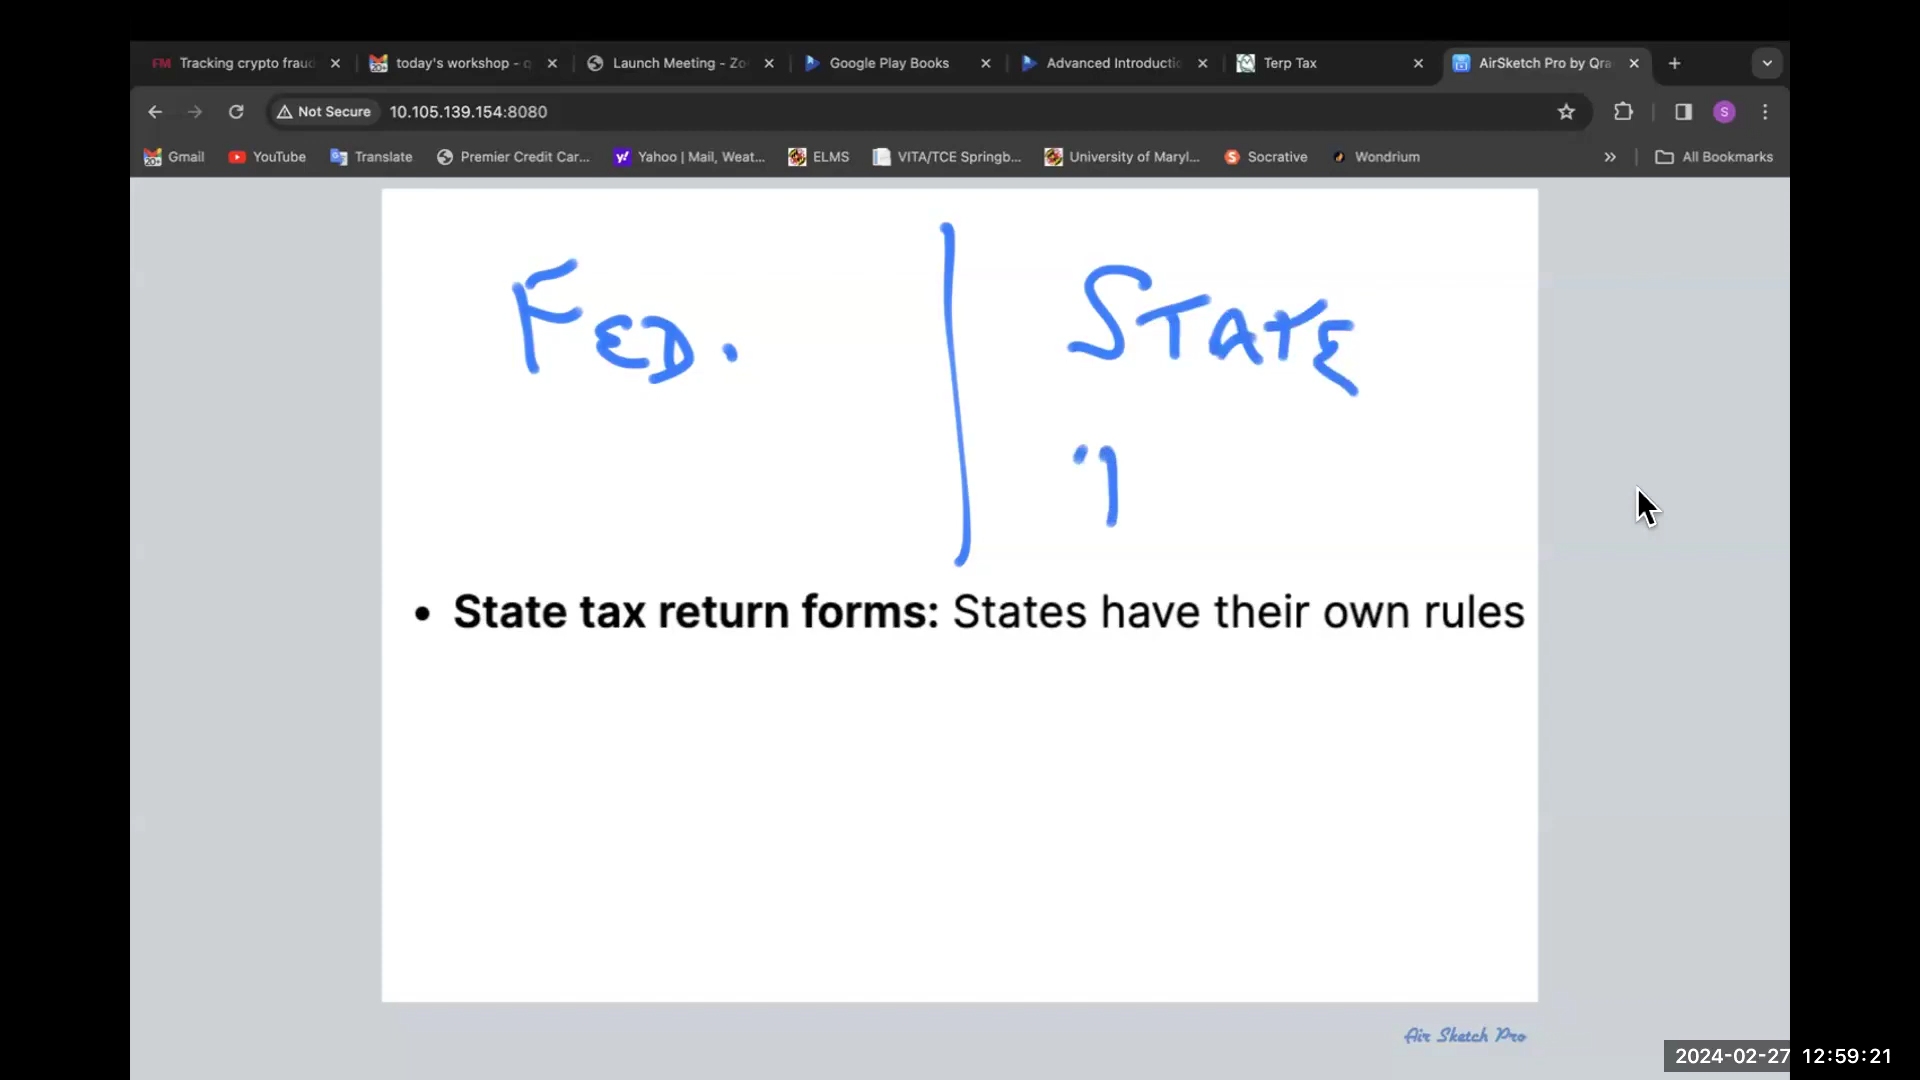 FM Tracking crypto fraud
today's workshop - q
Launch Meeting - Zo
Google Play Books
Advanced Introductio
Terp Tax
AirSketch Pro by Qra
Not Secure 10.105.139.154:8080
S
Gmail YouTube Translate Premier Credit Car... Yahoo | Mail, Weat... ELMS VITA/TCE Springb... University of Maryl... Socrative Wondrium » All Bookmarks
FED. STATE
• State tax return forms: States have their own rules
Air Sketch Pro
2024-02-27 12:59:21